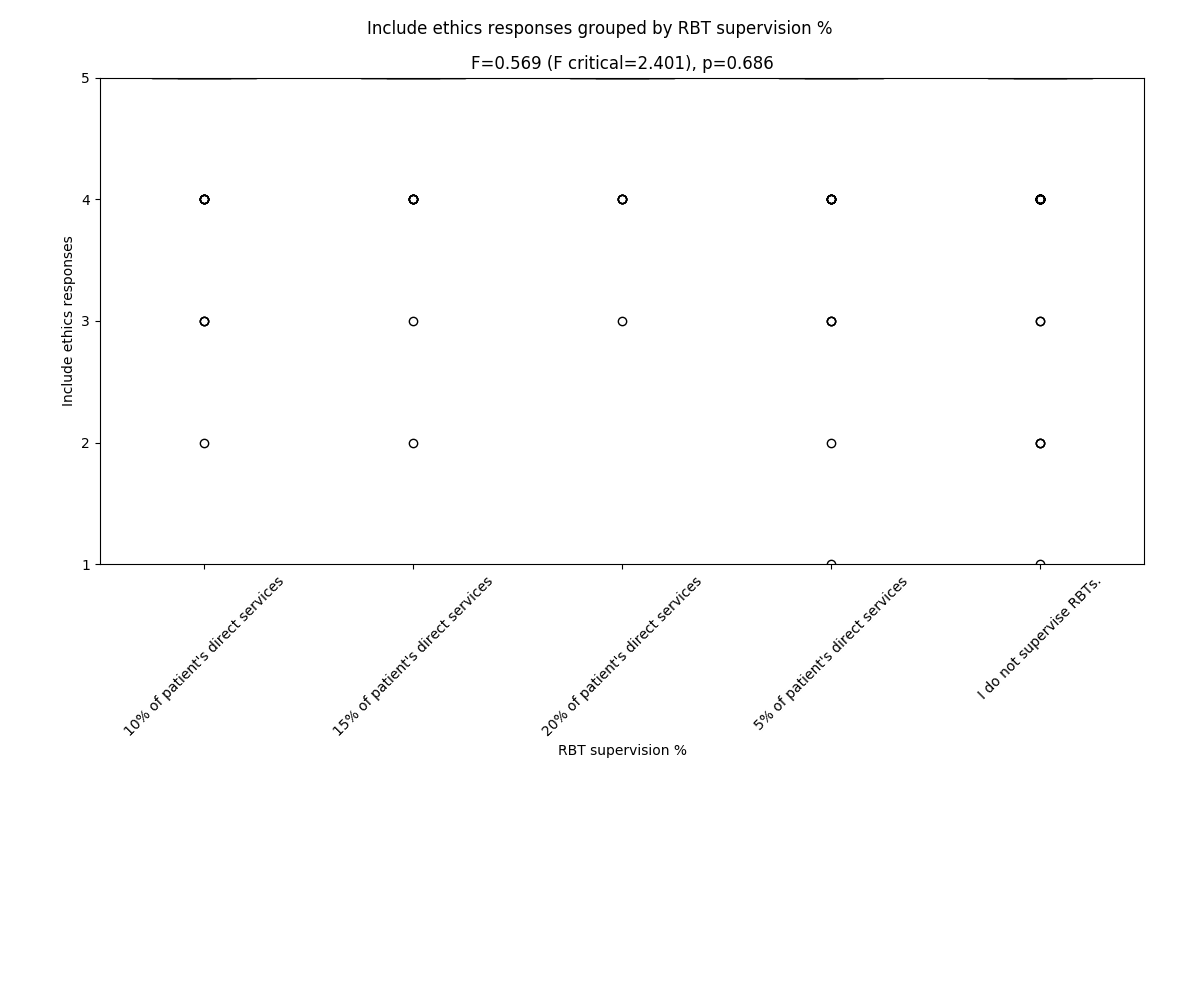 Include ethics responses grouped by RBT supervision %
F=0.569 (F critical=2.401), p=0.686
5
4
3
2
1
Include ethics responses
10% of patient's direct services
15% of patient's direct services
20% of patient's direct services
5% of patient's direct services
I do not supervise RBTs.
RBT supervision %